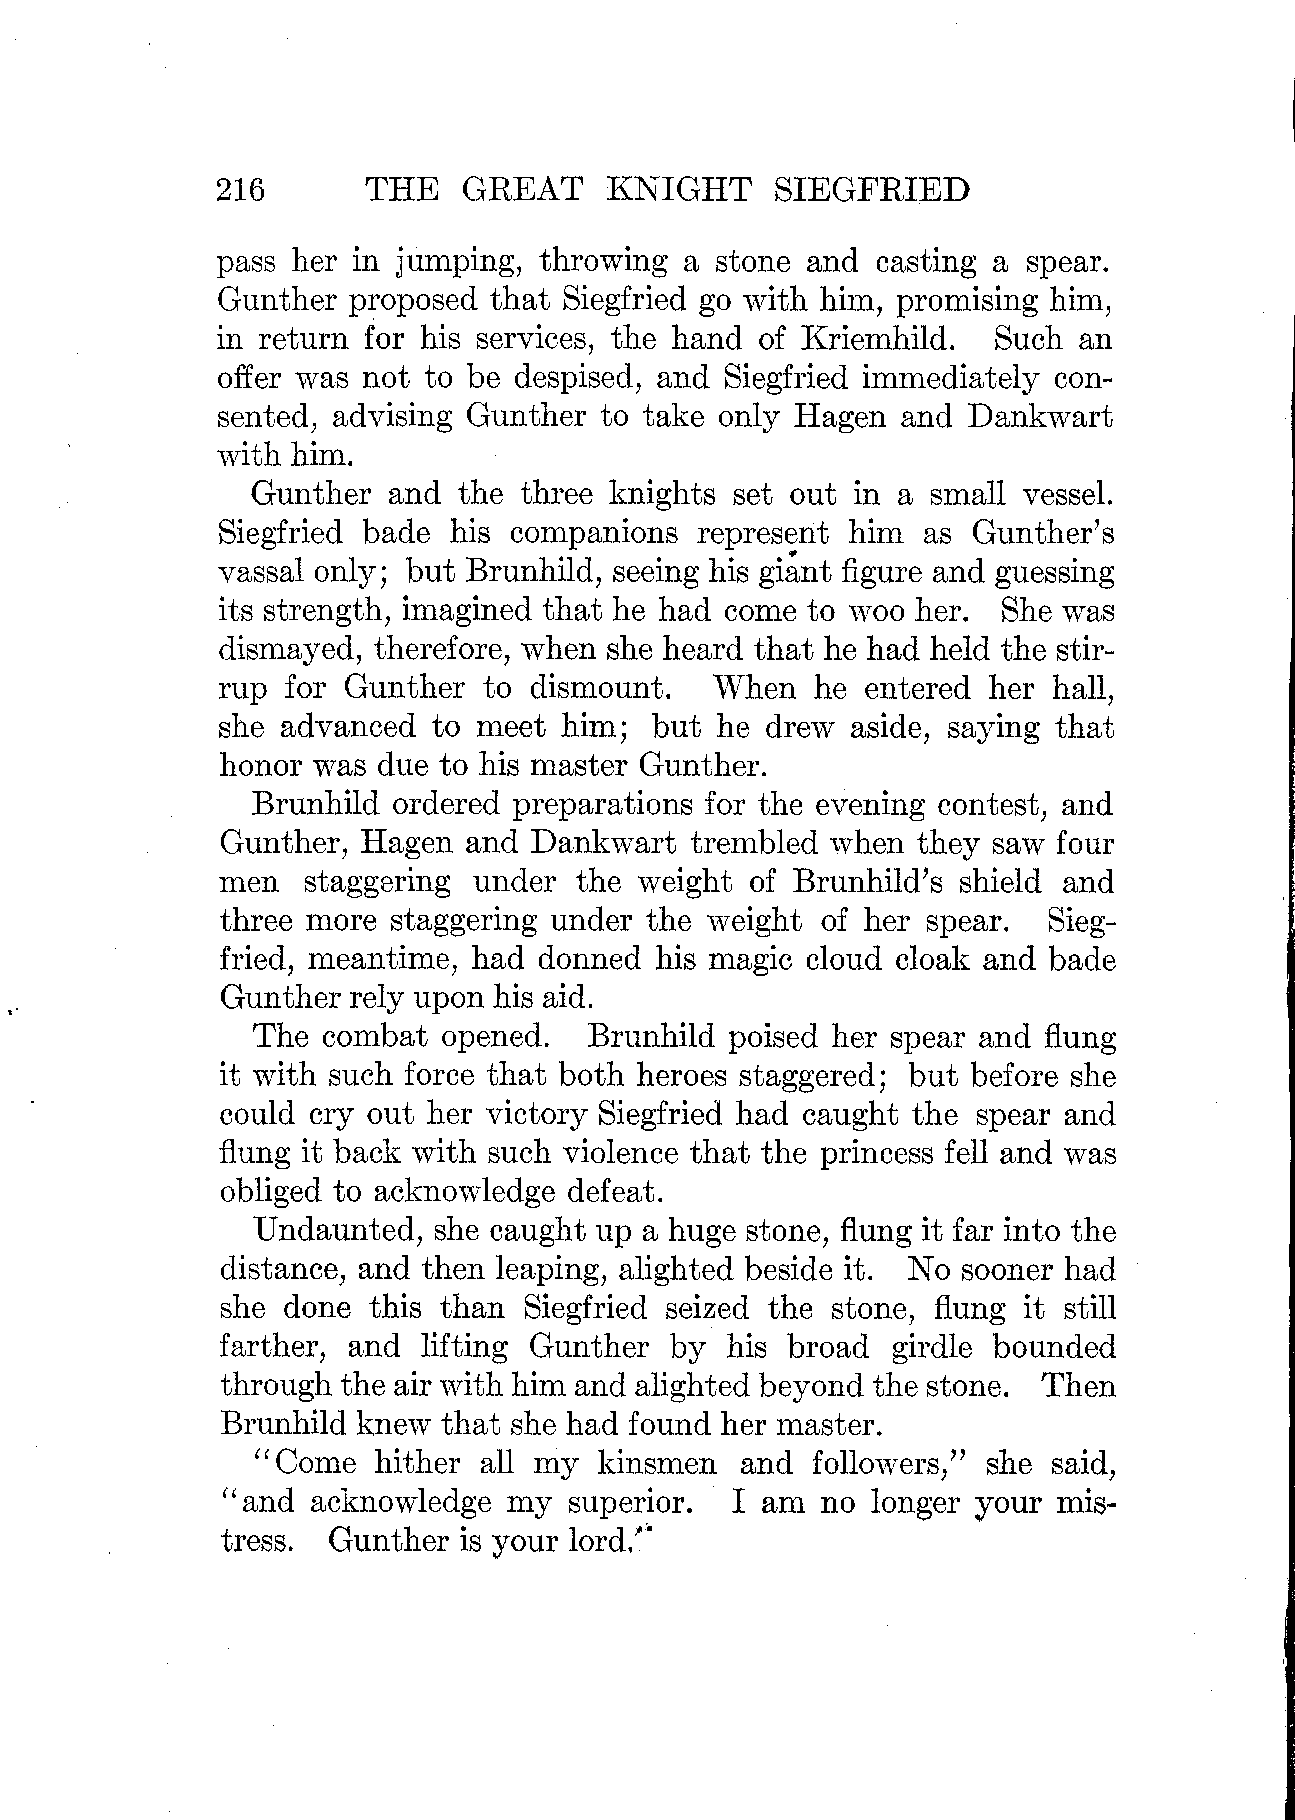 216 THE GREAT KNIGHT SIEGFRIED
pass her in jumping, throwing a stone and casting a spear.
Gunther proposed that Siegfried go with him, promising him,
in return for his services, the hand of Kriemhild. Such an
offer was not to be despised, and Siegfried immediately con-
sented, advising Gunther to take only Hagen and Dankwart
with him.
Gunther and the three knights set out in a small vessel.
Siegfried bade his companions represent him as Gunther's
vassal only; but Brunhild, seeing his giant figure and guessing
its strength, imagined that he had come to woo her. She was
dismayed, therefore, when she heard that he had held the stir-
rup for Gunther to dismount. When he entered her hall,
she advanced to meet him; but he drew aside, saying that
honor was due to his master Gunther.
Brunhild ordered preparations for the evening contest, and
Gunther, Hagen and Dankwart trembled when they saw four
men staggering under the weight of Brunhild's shield and
three more staggering under the weight of her spear. Sieg-
fried, meantime, had donned his magic cloud cloak and bade
Gunther rely upon his aid.
The combat opened. Brunhild poised her spear and flung
it with such force that both heroes staggered; but before she
could cry out her victory Siegfried had caught the spear and
flung it back with such violence that the princess fell and was
obliged to acknowledge defeat.
Undaunted, she caught up a huge stone, flung it far into the
distance, and then leaping, alighted beside it. No sooner had
she done this than Siegfried seized the stone, flung it still
farther, and lifting Gunther by his broad girdle bounded
through the air with him and alighted beyond the stone. Then
Brunhild knew that she had found her master.
"Come hither all my kinsmen and followers," she said,
"and acknowledge my superior. I am no longer your mis-
tress. Gunther is your lord."